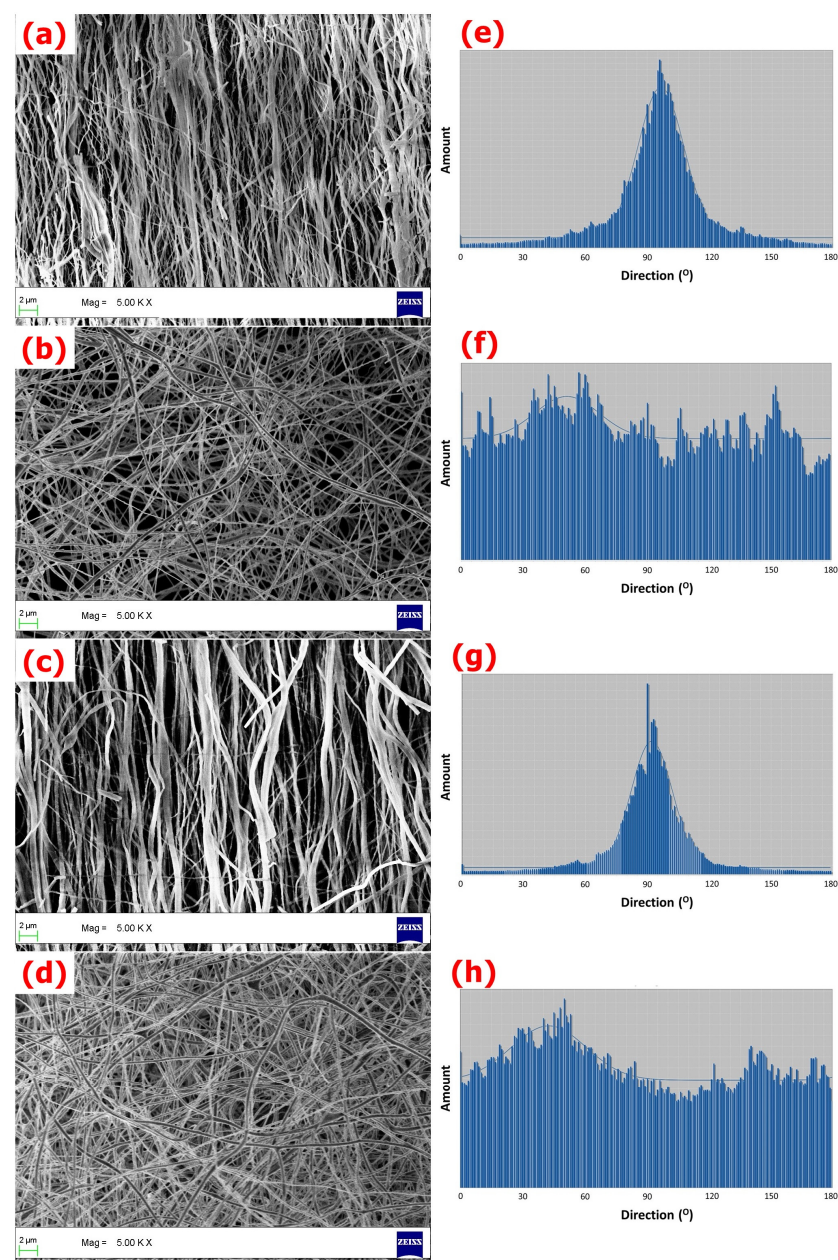 (a)
2 µm
Mag = 5.00 K X
ZEISS
(e)
Amount
0 30 60 90 120 150 180
Direction (O)
(b)
2 µm
Mag = 5.00 K X
ZEISS
(f)
Amount
0 30 60 90 120 150 180
Direction (O)
(c)
2 µm
Mag = 5.00 K X
ZEISS
(g)
Amount
0 30 60 90 120 150 180
Direction (O)
(d)
2 µm
Mag = 5.00 K X
ZEISS
(h)
Amount
0 30 60 90 120 150 180
Direction (O)